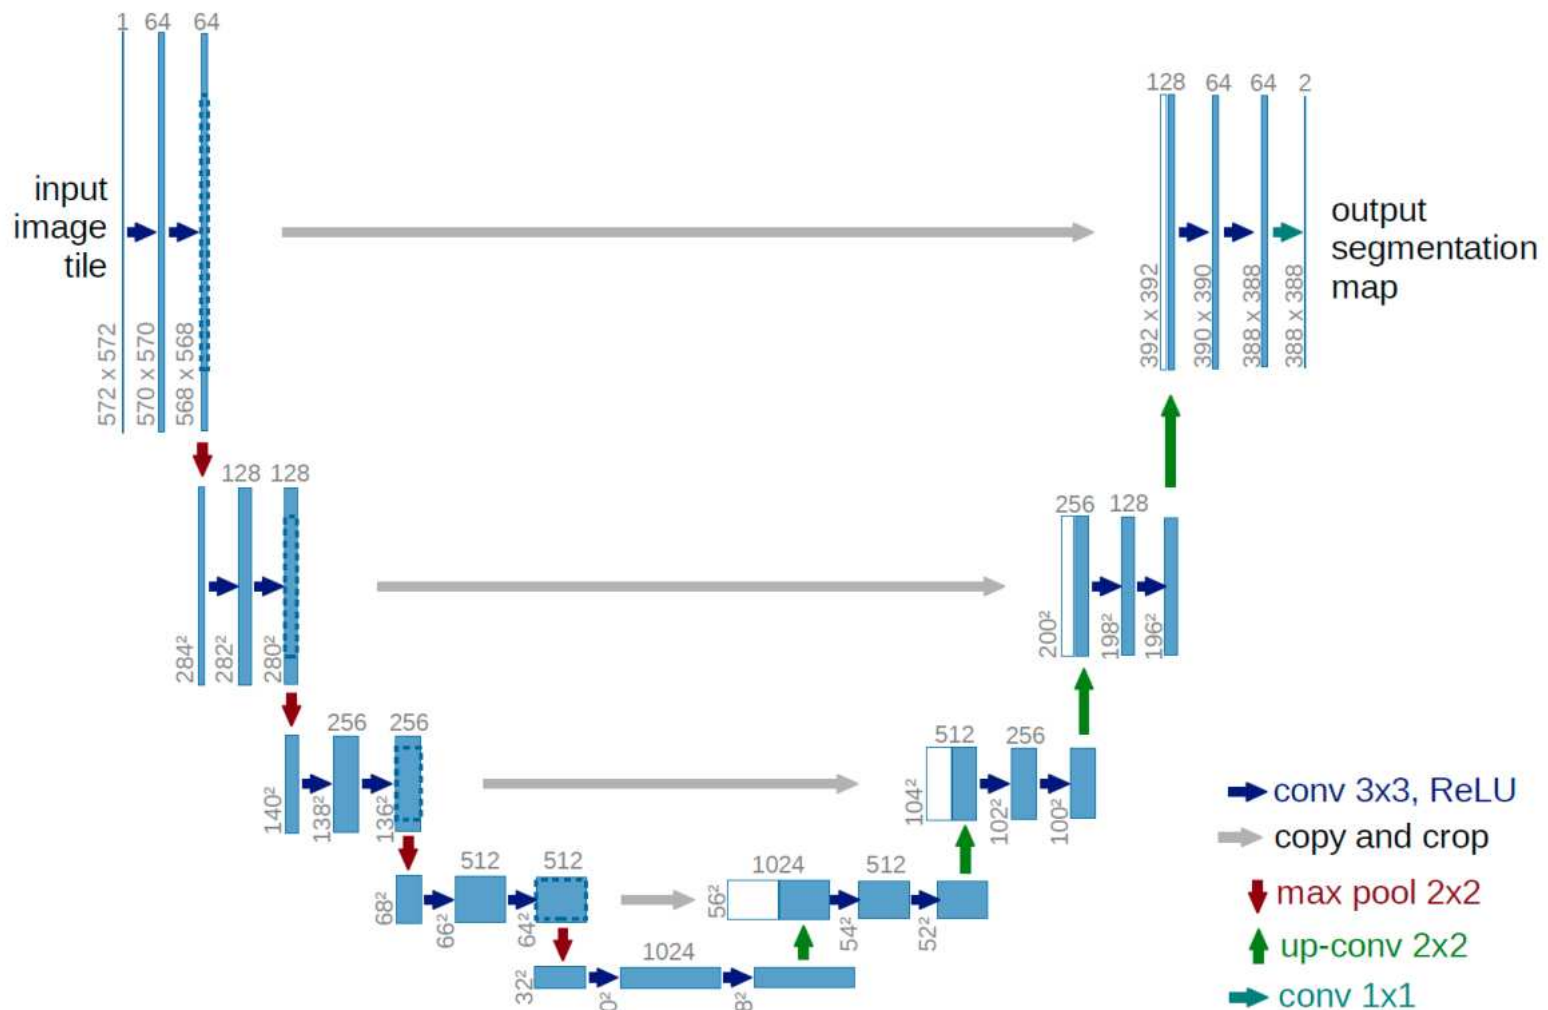 1 64 64
input
image
tile
572 x 572
570 x 570
568 x 568
128 64 64 2
392 x 392
390 x 390
388 x 388
388 x 388
output
segmentation
map
128 128
284²
282²
280²
256 128
200²
198²
196²
256 256
140²
138²
136²
512 256
104²
102²
100²
512 512
68²
66²
64²
1024 512
56²
54²
52²
1024
32²
conv 3x3, ReLU
copy and crop
max pool 2x2
up-conv 2x2
conv 1x1